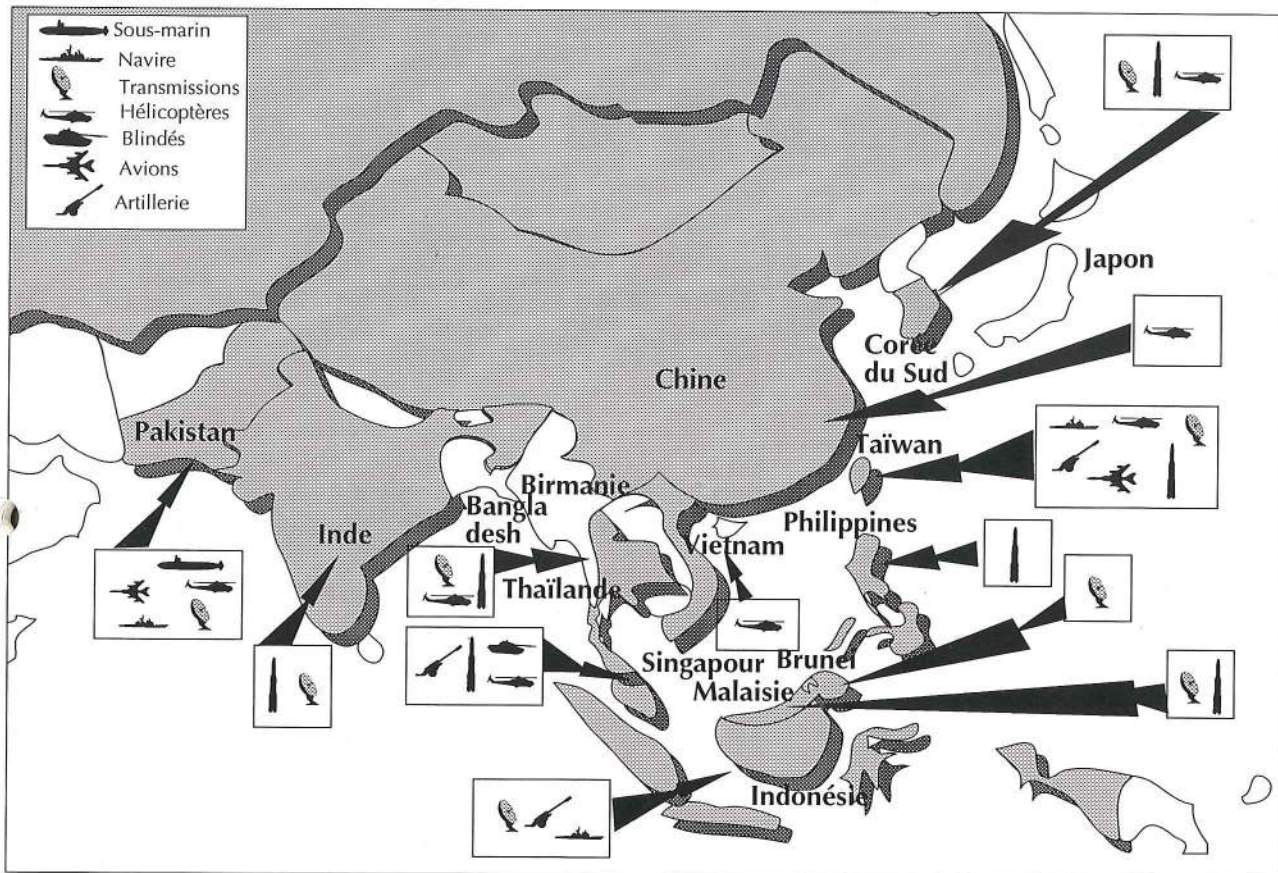 Sous-marin
Navire
Transmissions
Hélicoptères
Blindés
Avions
Artillerie
Japon
Corée
du Sud
Chine
Pakistan
Taïwan
Birmanie
Bangla
desh
Inde
Philippines
Vietnam
Thaïlande
Singapour
Brunei
Malaisie
Indonésie